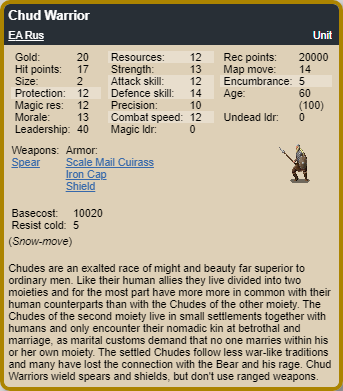 Chud Warrior
EA Rus Unit
Gold: 20 Resources: 12 Rec points: 20000
Hit points: 17 Strength: 13 Map move: 14
Size: 2 Attack skill: 12 Encumbrance: 5
Protection: 12 Defence skill: 14 Age: 60
Magic res: 12 Precision: 10 (100)
Morale: 13 Combat speed: 12 Undead ldr: 0
Leadership: 40 Magic ldr: 0
Weapons: Armor:
Spear Scale Mail Cuirass
Iron Cap
Shield
Basecost: 10020
Resist cold: 5
(Snow-move)
Chudes are an exalted race of might and beauty far superior to
ordinary men. Like their human allies they live divided into two
moieties and for the most part have more more in common with their
human counterparts than with the Chudes of the other moiety. The
Chudes of the second moiety live in small settlements together with
humans and only encounter their nomadic kin at betrothal and
marriage, as marital customs demand that no one marries within his
or her own moiety. The settled Chudes follow less war-like traditions
and many have lost the connection with the Bear and his rage. Chud
Warriors wield spears and shields, but don't use ranged weapons.